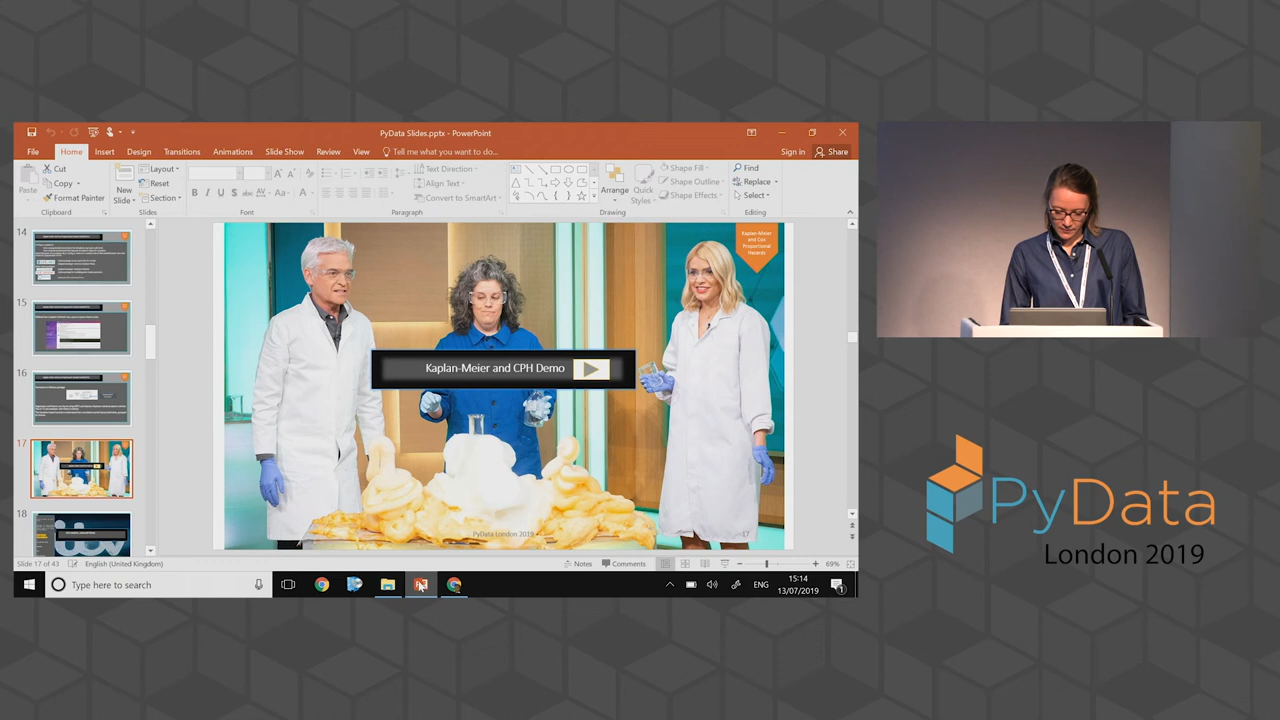 PyData Slides.pptx - PowerPoint
File Home Insert Design Transitions Animations Slide Show Review View Tell me what you want to do... Sign in Share
Paste
Cut
Copy
Format Painter
Clipboard
New Slide
Layout
Reset
Section
Slides
B I U S abc AV Aa A
Font
Text Direction
Align Text
Convert to SmartArt
Paragraph
Arrange
Quick Styles
Shape Fill
Shape Outline
Shape Effects
Drawing
Find
Replace
Select
Editing
14
15
16
17
18
Kaplan-Meier
and Cox
Proportional
Hazards
Kaplan-Meier and CPH Demo
PyData London 2019
17
Slide 17 of 43 English (United Kingdom) Notes Comments 69%
Type here to search
ENG
15:14
13/07/2019
1
PyData
London 2019